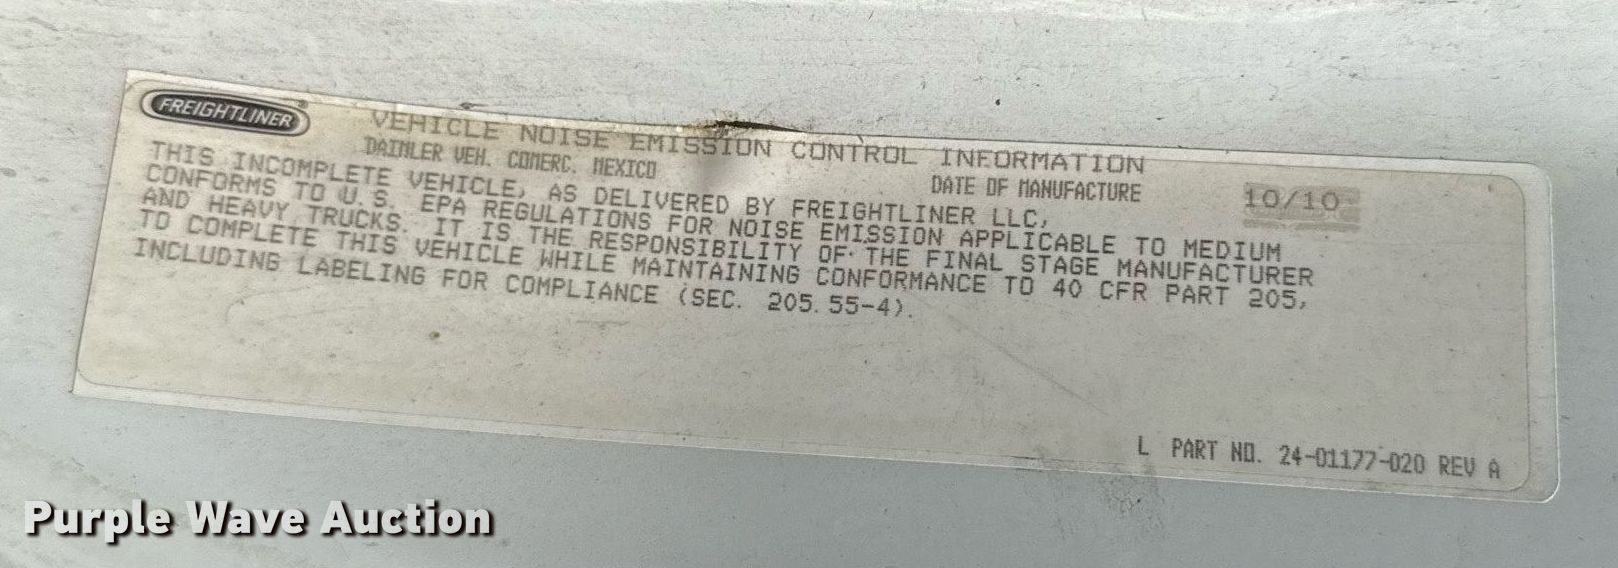 FREIGHTLINER
VEHICLE NOISE EMISSION CONTROL INFORMATION
DAIMLER VEH. COMERC. MEXICO
DATE OF MANUFACTURE 10/10
THIS INCOMPLETE VEHICLE, AS DELIVERED BY FREIGHTLINER LLC,
CONFORMS TO U.S. EPA REGULATIONS FOR NOISE EMISSION APPLICABLE TO MEDIUM
AND HEAVY TRUCKS. IT IS THE RESPONSIBILITY OF THE FINAL STAGE MANUFACTURER
TO COMPLETE THIS VEHICLE WHILE MAINTAINING CONFORMANCE TO 40 CFR PART 205,
INCLUDING LABELING FOR COMPLIANCE (SEC. 205.55-4).
L PART NO. 24-01177-020 REV A
Purple Wave Auction